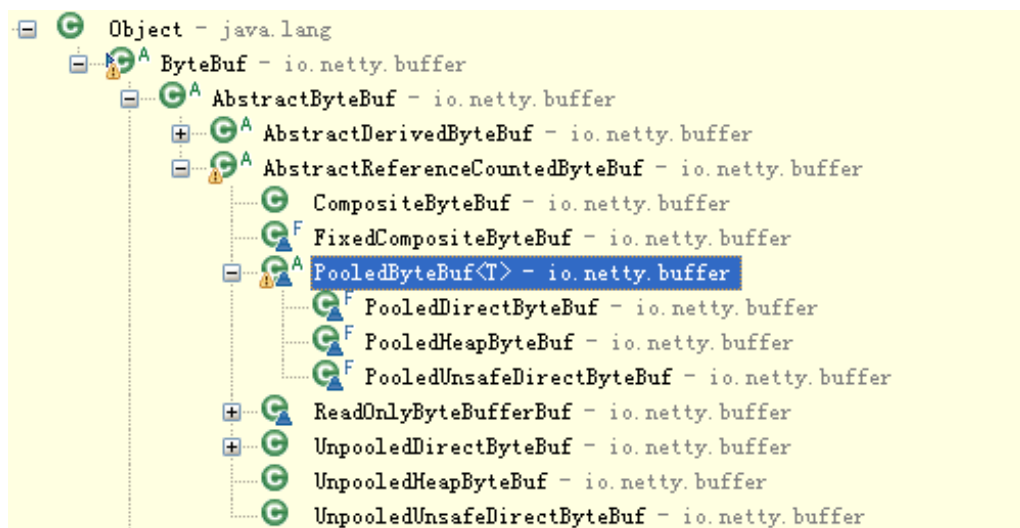 Object - java.lang
A ByteBuf - io.netty.buffer
A AbstractByteBuf - io.netty.buffer
A AbstractDerivedByteBuf - io.netty.buffer
A AbstractReferenceCountedByteBuf - io.netty.buffer
CompositeByteBuf - io.netty.buffer
F FixedCompositeByteBuf - io.netty.buffer
A PooledByteBuf<T> - io.netty.buffer
F PooledDirectByteBuf - io.netty.buffer
F PooledHeapByteBuf - io.netty.buffer
F PooledUnsafeDirectByteBuf - io.netty.buffer
ReadOnlyByteBufferBuf - io.netty.buffer
UnpooledDirectByteBuf - io.netty.buffer
UnpooledHeapByteBuf - io.netty.buffer
UnpooledUnsafeDirectByteBuf - io.netty.buffer